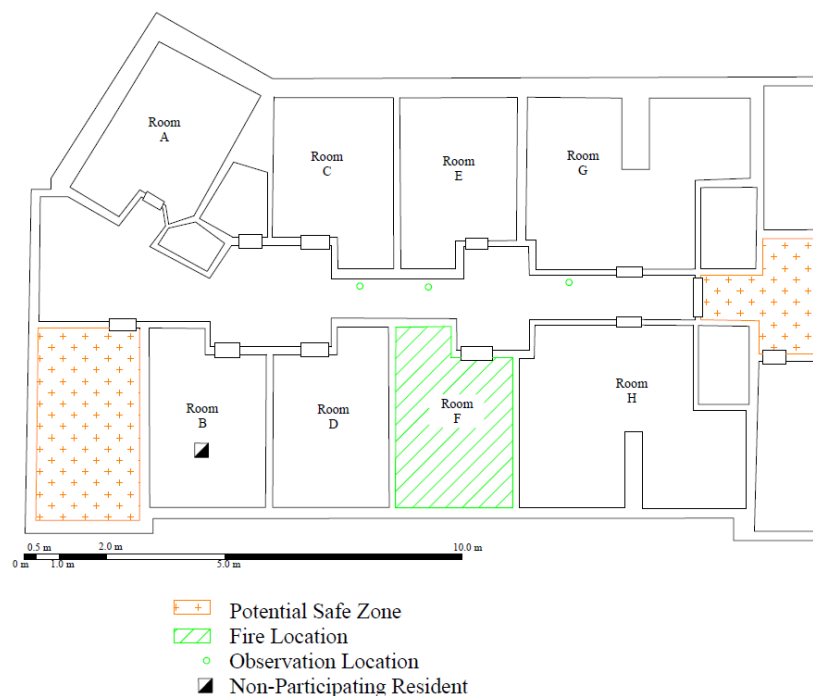 Room
A
Room
C
Room
E
Room
G
Room
B
Room
D
Room
F
Room
H
0.5 m
2.0 m
10.0 m
0 m
1.0 m
5.0 m
Potential Safe Zone
Fire Location
Observation Location
Non-Participating Resident